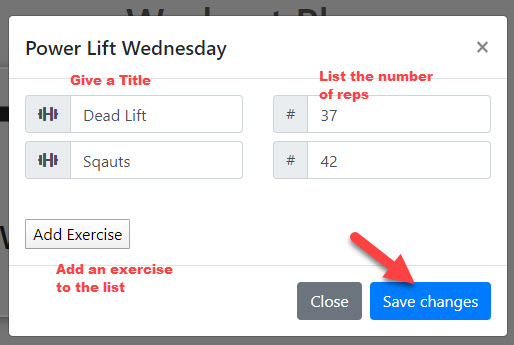 Power Lift Wednesday ×
Give a Title
List the number
of reps
Dead Lift # 37
Sqauts # 42
Add Exercise
Add an exercise
to the list
Close Save changes